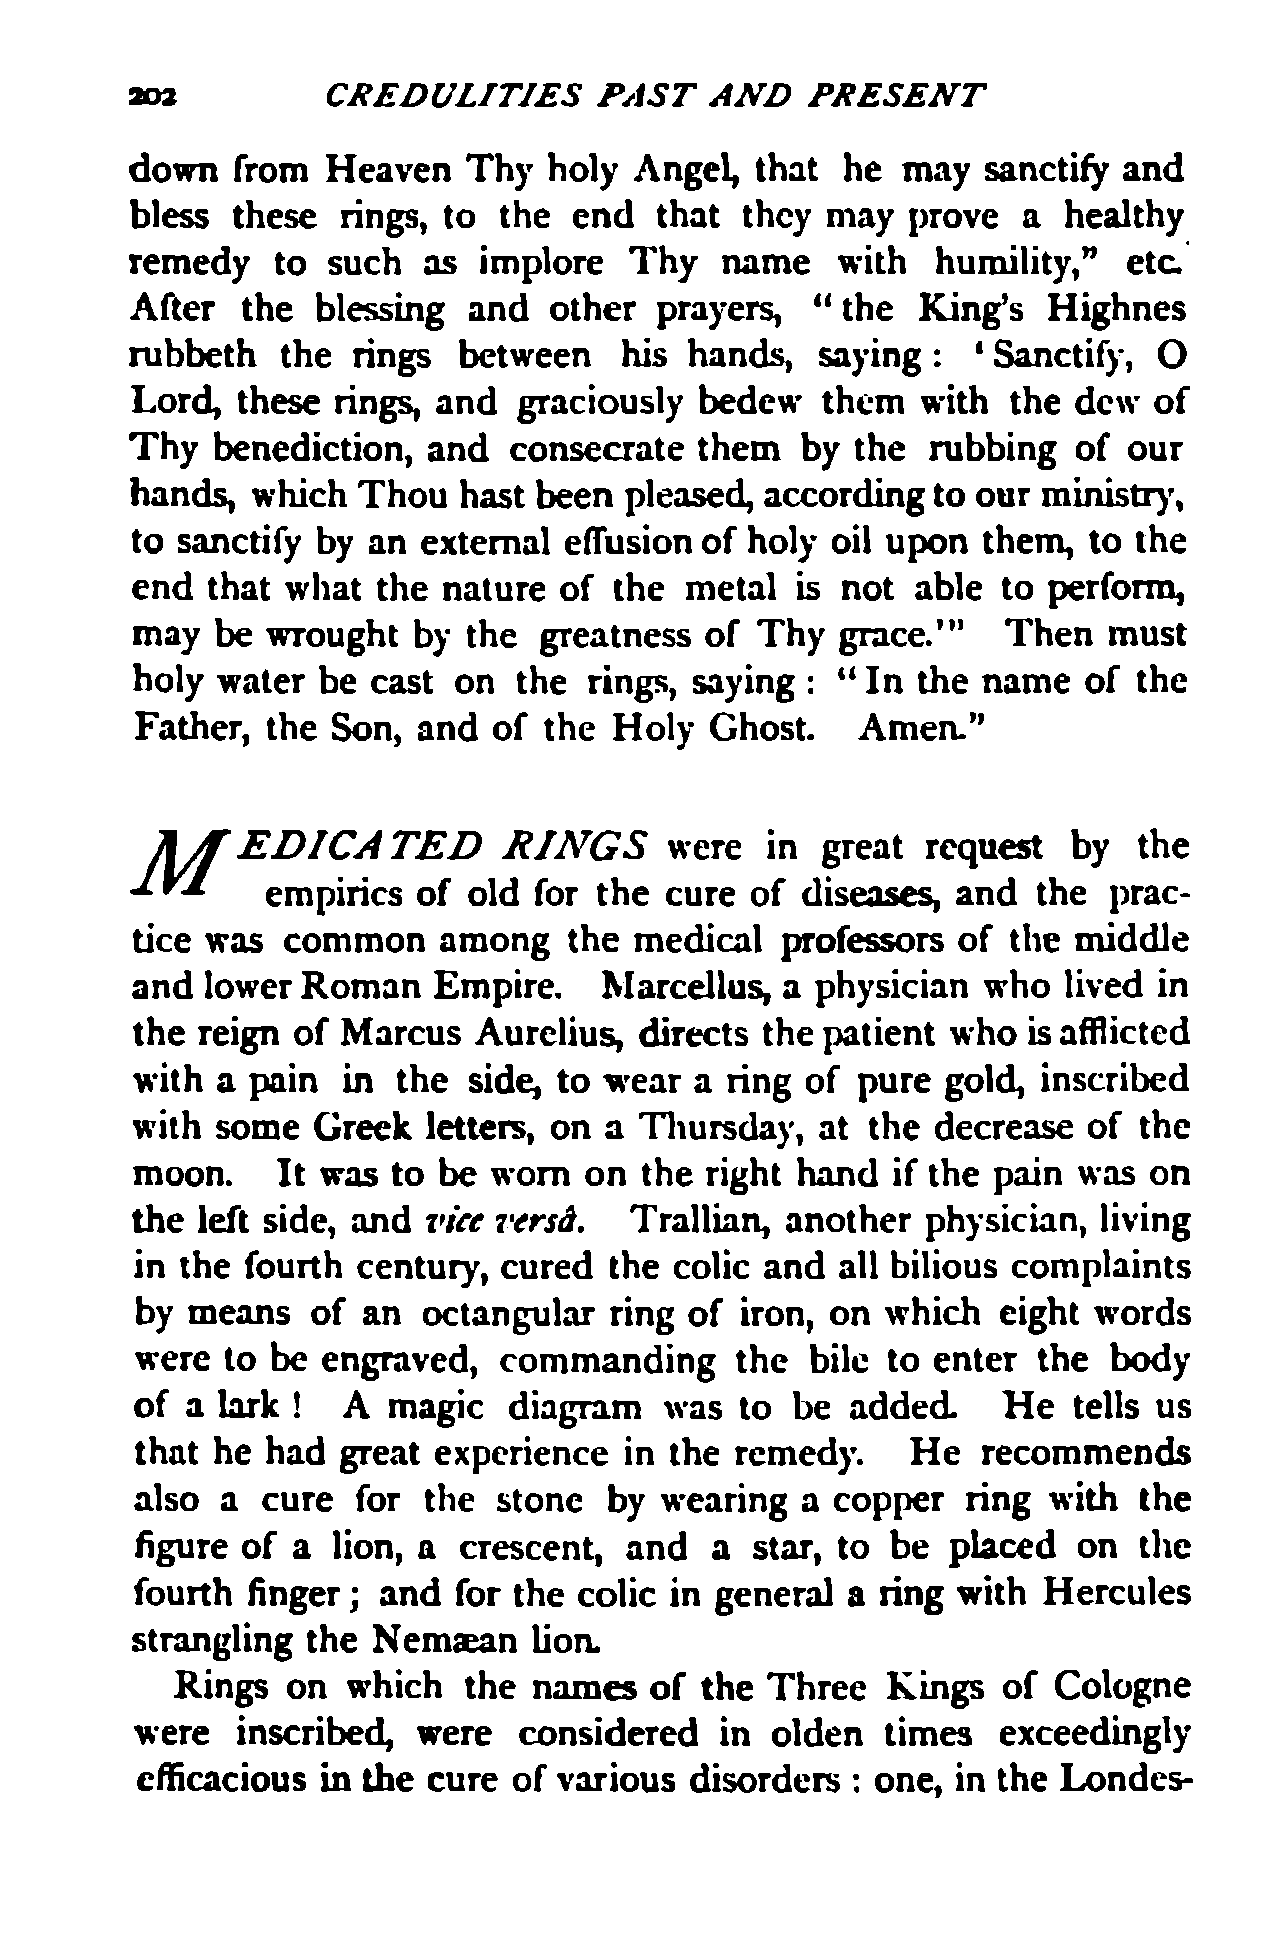 202 CREDULITIES PAST AND PRESENT
down from Heaven Thy holy Angel, that he may sanctify and
bless these rings, to the end that they may prove a healthy
remedy to such as implore Thy name with humility,” etc.
After the blessing and other prayers, “the King’s Highnes
rubbeth the rings between his hands, saying : ‘Sanctify, O
Lord, these rings, and graciously bedew them with the dew of
Thy benediction, and consecrate them by the rubbing of our
hands, which Thou hast been pleased, according to our ministry,
to sanctify by an external effusion of holy oil upon them, to the
end that what the nature of the metal is not able to perform,
may be wrought by the greatness of Thy grace.’” Then must
holy water be cast on the rings, saying : “In the name of the
Father, the Son, and of the Holy Ghost. Amen.”
MEDICATED RINGS were in great request by the
empirics of old for the cure of diseases, and the prac-
tice was common among the medical professors of the middle
and lower Roman Empire. Marcellus, a physician who lived in
the reign of Marcus Aurelius, directs the patient who is afflicted
with a pain in the side, to wear a ring of pure gold, inscribed
with some Greek letters, on a Thursday, at the decrease of the
moon. It was to be worn on the right hand if the pain was on
the left side, and vice versâ. Trallian, another physician, living
in the fourth century, cured the colic and all bilious complaints
by means of an octangular ring of iron, on which eight words
were to be engraved, commanding the bile to enter the body
of a lark ! A magic diagram was to be added. He tells us
that he had great experience in the remedy. He recommends
also a cure for the stone by wearing a copper ring with the
figure of a lion, a crescent, and a star, to be placed on the
fourth finger ; and for the colic in general a ring with Hercules
strangling the Nemæan lion.
Rings on which the names of the Three Kings of Cologne
were inscribed, were considered in olden times exceedingly
efficacious in the cure of various disorders : one, in the Londes-